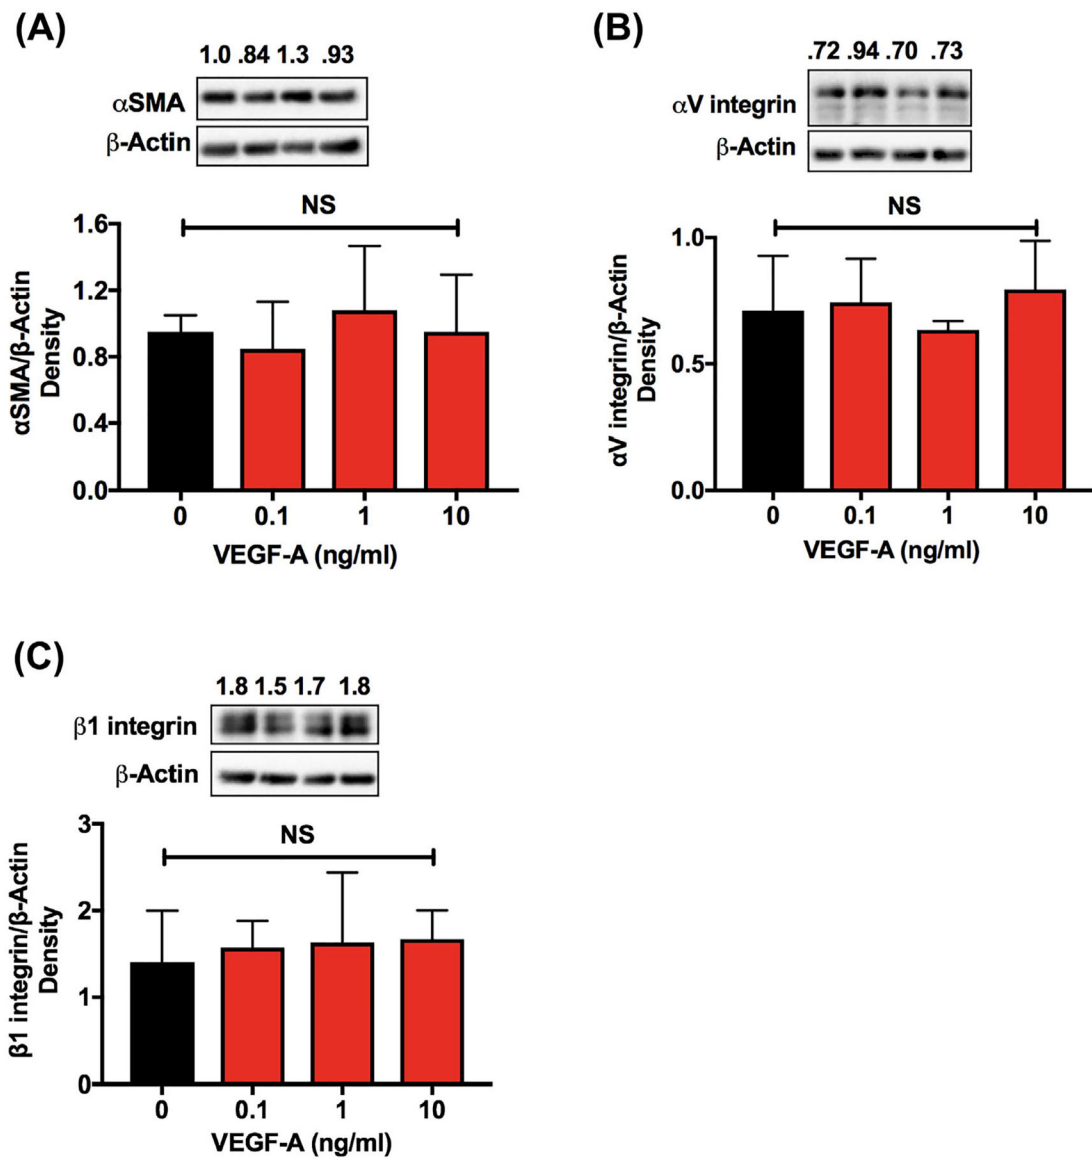 (A)
1.0 .84 1.3 .93
αSMA
β-Actin
NS
1.6
1.2
0.8
0.4
0.0
αSMA/β-Actin
Density
0 0.1 1 10
VEGF-A (ng/ml)
(B)
.72 .94 .70 .73
αV integrin
β-Actin
NS
1.0
0.5
0.0
αV integrin/β-Actin
Density
0 0.1 1 10
VEGF-A (ng/ml)
(C)
1.8 1.5 1.7 1.8
β1 integrin
β-Actin
NS
3
2
1
0
β1 integrin/β-Actin
Density
0 0.1 1 10
VEGF-A (ng/ml)